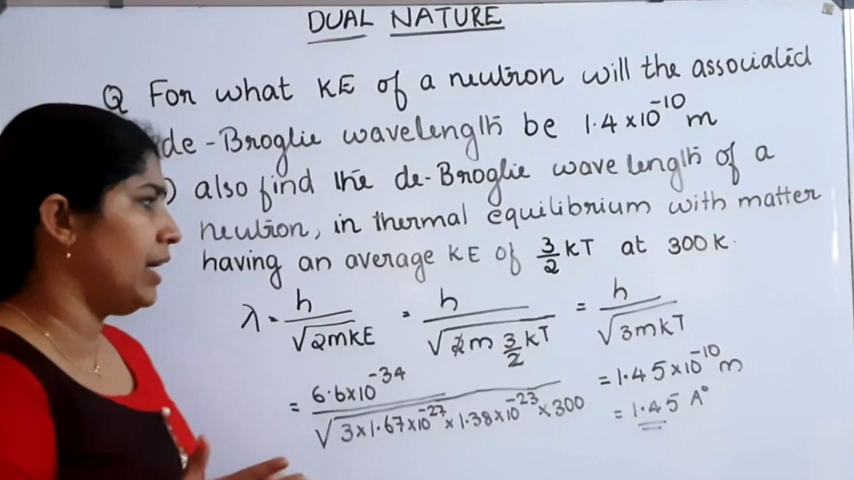 DUAL NATURE
Q For what KE of a neutron will the associated
de-Broglie wavelength be 1.4×10⁻¹⁰ m
) also find the de-Broglie wavelength of a
neutron, in thermal equilibrium with matter
having an average KE of 3/2 kT at 300K.
λ = h/√2mKE = h/√2m 3/2 kT = h/√3mkT
= 6.6×10⁻³⁴/√3×1.67×10⁻²⁷×1.38×10⁻²³×300 = 1.45×10⁻¹⁰ m
= 1.45 A°